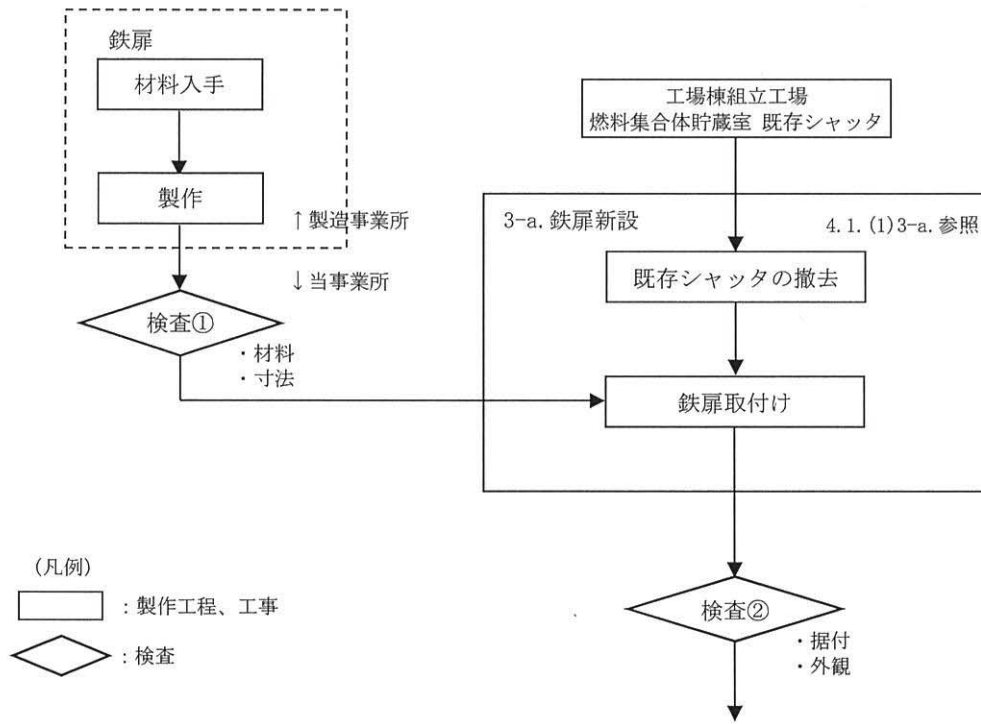 鉄扉
材料入手
製作
↑製造事業所
↓当事業所
検査①
・材料
・寸法
工場棟組立工場
燃料集合体貯蔵室 既存シャッタ
3-a. 鉄扉新設
4.1.(1)3-a.参照
既存シャッタの撤去
鉄扉取付け
検査②
・据付
・外観
(凡例)
：製作工程、工事
：検査